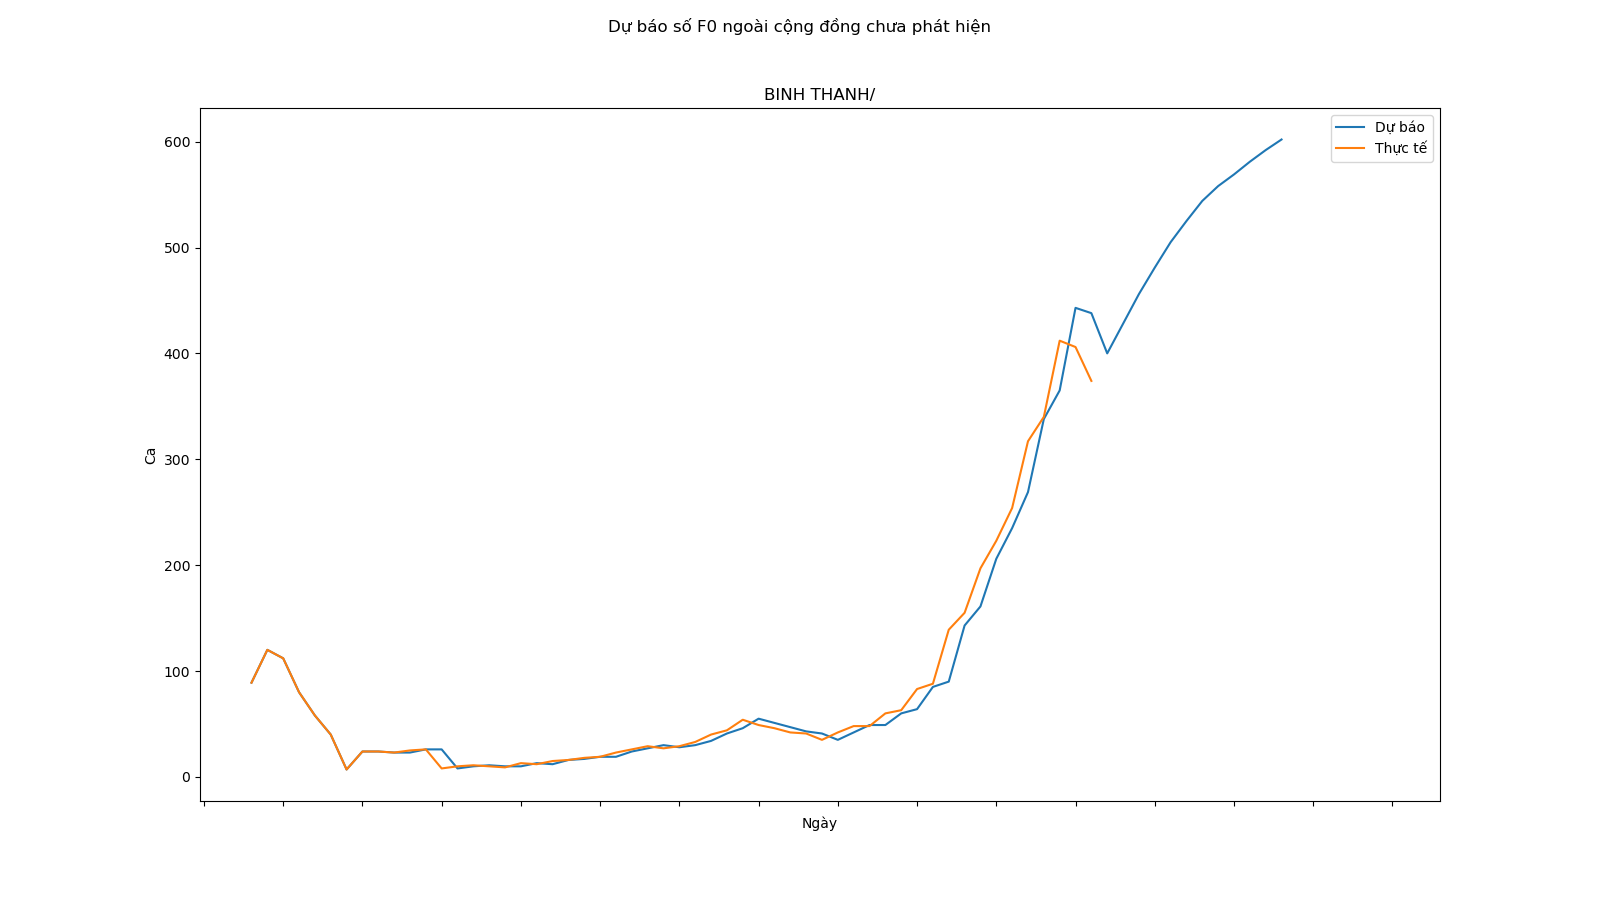 Dự báo số F0 ngoài cộng đồng chưa phát hiện
BINH THANH/
Dự báo
Thực tế
600
500
400
300
200
100
0
Ca
Ngày